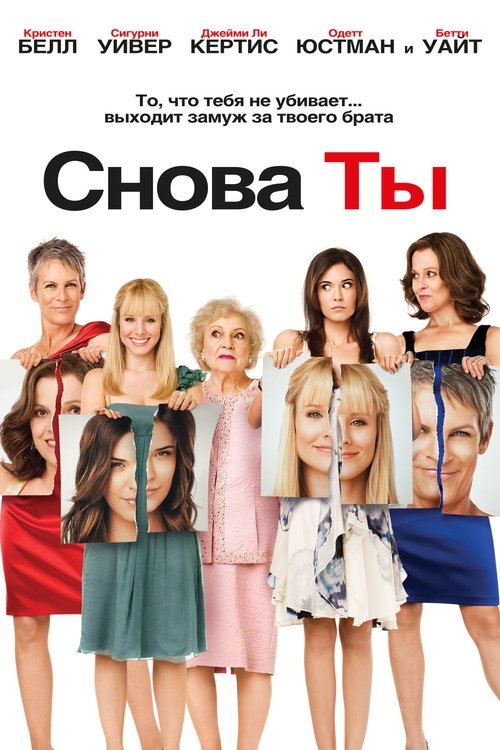 Кристен Сигурни Джейми Ли Одетт Бетти
БЕЛЛ УИВЕР КЕРТИС ЮСТМАН и УАЙТ
То, что тебя не убивает...
выходит замуж за твоего брата
Снова Ты